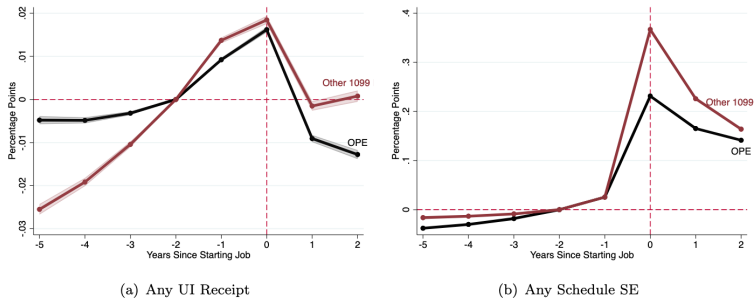 .02
.01
0
-.01
-.02
-.03
Percentage Points
Other 1099
OPE
-5 -4 -3 -2 -1 0 1 2
Years Since Starting Job
(a) Any UI Receipt
.4
.3
.2
.1
0
Percentage Points
Other 1099
OPE
-5 -4 -3 -2 -1 0 1 2
Years Since Starting Job
(b) Any Schedule SE